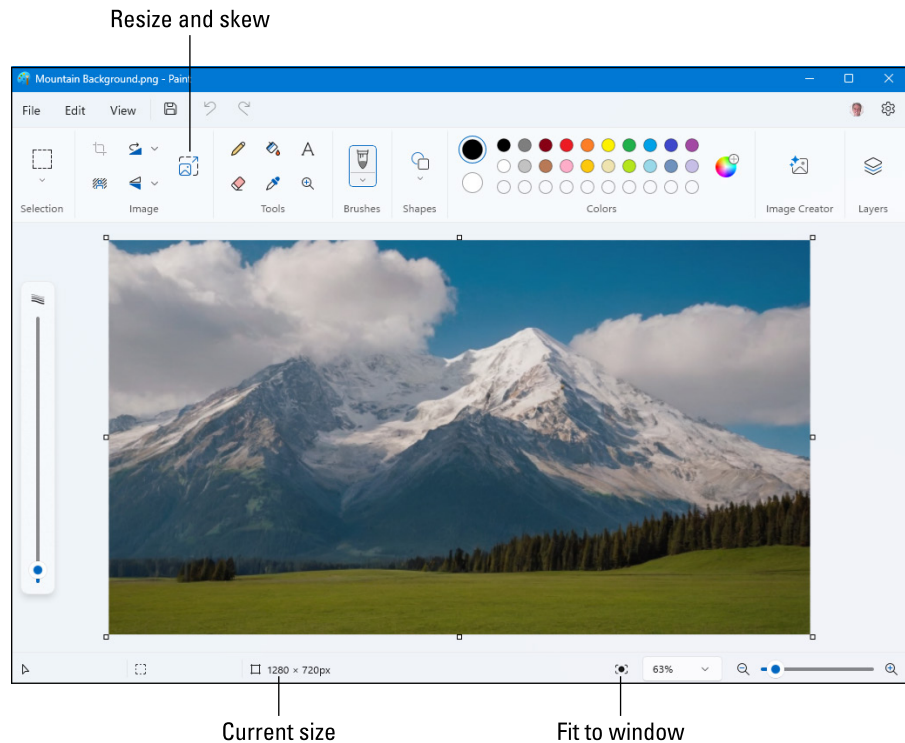 Resize and skew
Mountain Background.png - Paint
File Edit View
Selection Image Tools Brushes Shapes Colors Image Creator Layers
1280 × 720px 63%
Current size Fit to window